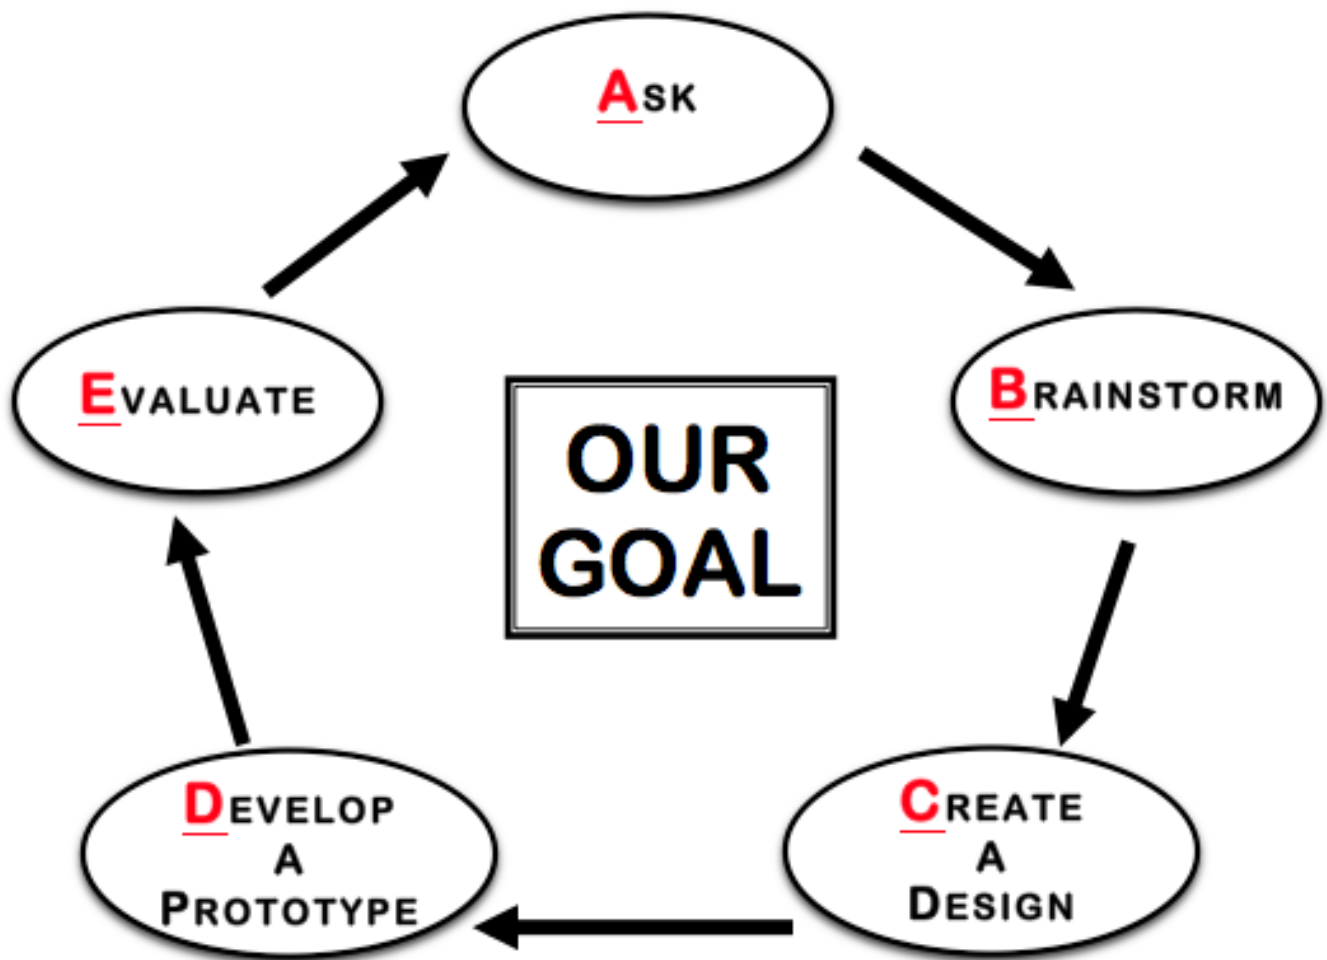 ASK
BRAINSTORM
CREATE
A
DESIGN
DEVELOP
A
PROTOTYPE
EVALUATE
OUR
GOAL